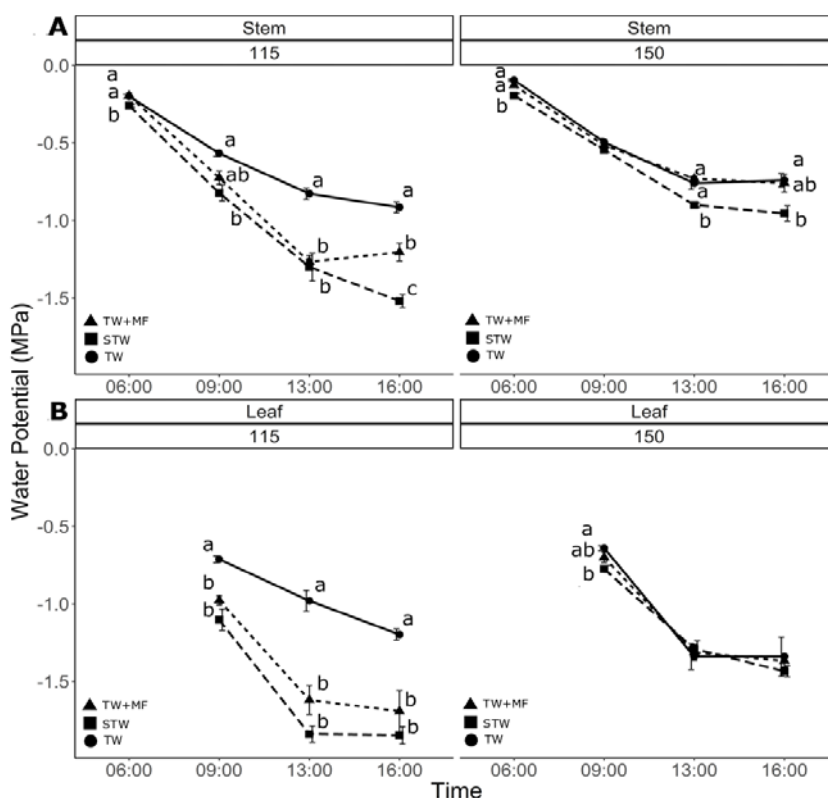 A
Stem
Stem
115
150
0.0
-0.5
-1.0
-1.5
a
a
b
a
ab
b
a
b
b
a
b
c
a
a
b
a
a
b
a
ab
b
TW+MF
STW
TW
TW+MF
STW
TW
06:00 09:00 13:00 16:00
06:00 09:00 13:00 16:00
B
Leaf
Leaf
115
150
Water Potential (MPa)
0.0
-0.5
-1.0
-1.5
a
b
b
a
b
b
a
b
b
a
ab
b
TW+MF
STW
TW
TW+MF
STW
TW
06:00 09:00 13:00 16:00
06:00 09:00 13:00 16:00
Time